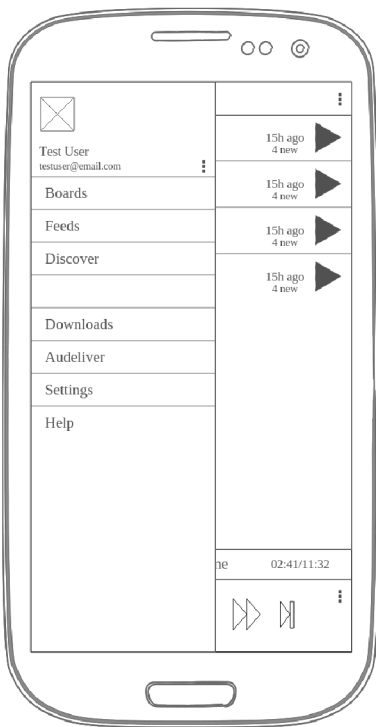 Test User
testuser@email.com
Boards
Feeds
Discover
Downloads
Audeliver
Settings
Help
15h ago
4 new
15h ago
4 new
15h ago
4 new
15h ago
4 new
ne 02:41/11:32